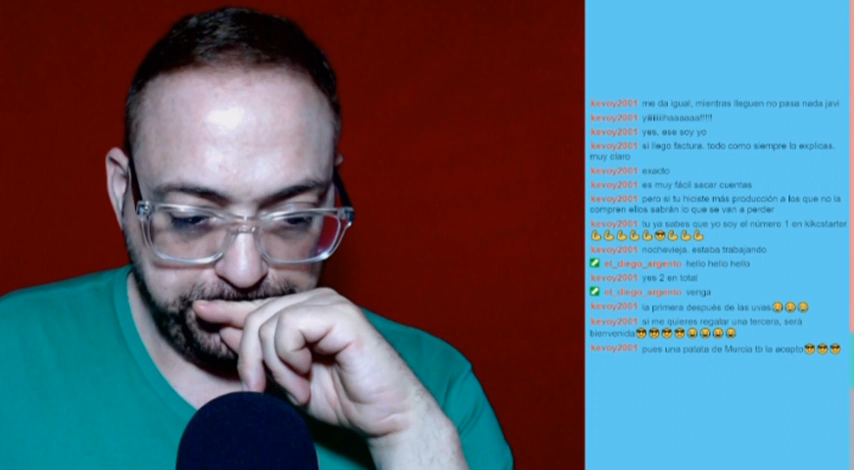 kevoy2001 me da igual, mientras lleguen no pasa nada javi
kevoy2001 yiiiiiiihaaaaaa!!!!!
kevoy2001 yes, ese soy yo
kevoy2001 si llego factura, todo como siempre lo explicas,
muy claro
kevoy2001 exacto
kevoy2001 es muy fácil sacar cuentas
kevoy2001 pero si tu hiciste más producción a los que no la
compren ellos sabrán lo que se van a perder
kevoy2001 tu ya sabes que yo soy el número 1 en kikcstarter
💪💪💪💪💪😎💪💪💪
kevoy2001 nochevieja, estaba trabajando
el_diego_argento hello hello hello
kevoy2001 yes 2 en total
el_diego_argento venga
kevoy2001 la primera después de las uvas😂😂😂
kevoy2001 si me quieres regalar una tercera, será
bienvenida😎😎😎😎😂😂😂😂
kevoy2001 pues una patata de Murcia tb la acepto😎😎😎